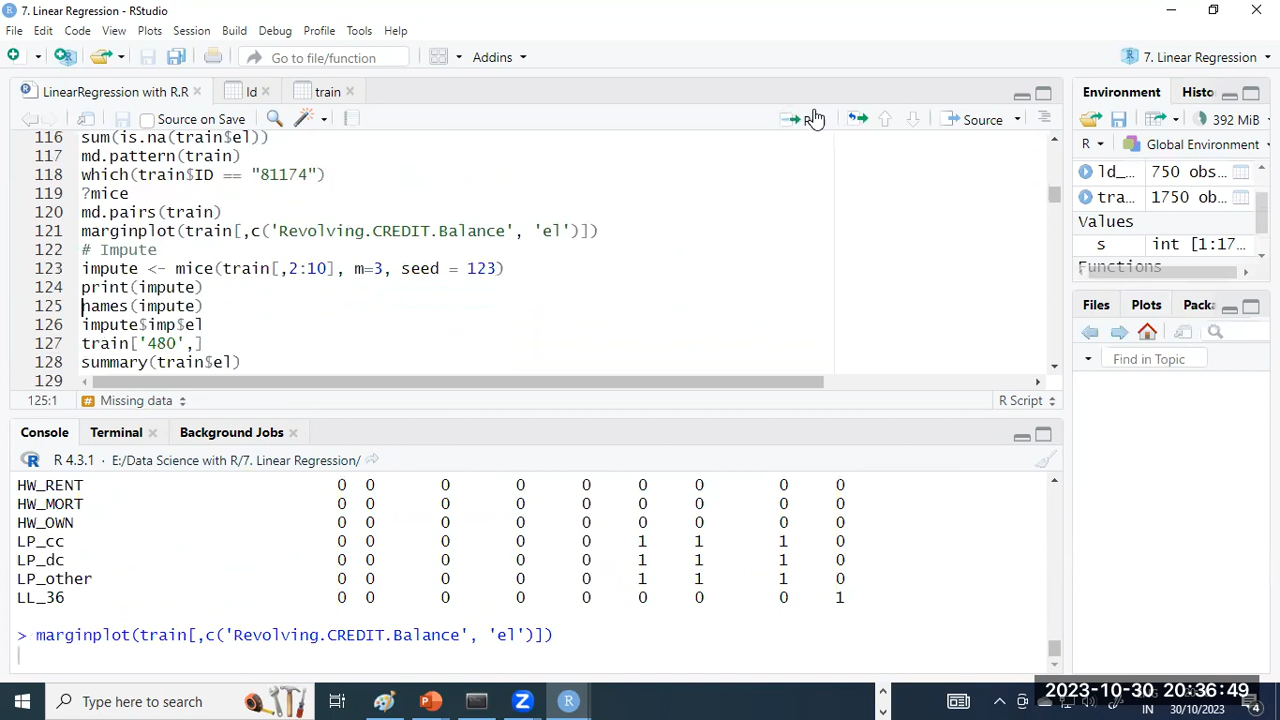 7. Linear Regression - RStudio
File Edit Code View Plots Session Build Debug Profile Tools Help
Go to file/function Addins 7. Linear Regression
LinearRegression with R.R ld train
Source on Save Source
116 sum(is.na(train$el))
117 md.pattern(train)
118 which(train$ID == "81174")
119 ?mice
120 md.pairs(train)
121 marginplot(train[,c('Revolving.CREDIT.Balance', 'el')])
122 # Impute
123 impute <- mice(train[,2:10], m=3, seed = 123)
124 print(impute)
125 names(impute)
126 impute$imp$el
127 train['480',]
128 summary(train$el)
129
125:1 Missing data R Script
Console Terminal Background Jobs
R 4.3.1 · E:/Data Science with R/7. Linear Regression/
HW_RENT 0 0 0 0 0 0 0 0 0
HW_MORT 0 0 0 0 0 0 0 0 0
HW_OWN 0 0 0 0 0 0 0 0 0
LP_cc 0 0 0 0 0 1 1 1 0
LP_dc 0 0 0 0 0 1 1 1 0
LP_other 0 0 0 0 0 1 1 1 0
LL_36 0 0 0 0 0 0 0 0 1
> marginplot(train[,c('Revolving.CREDIT.Balance', 'el')])
Environment Histo
392 MiB
R Global Environment
ld_… 750 obs…
tra… 1750 ob…
Values
s int [1:17…
Functions
Files Plots Packa
Find in Topic
Type here to search
2023-10-30 20:36:49
IN 30/10/2023 4